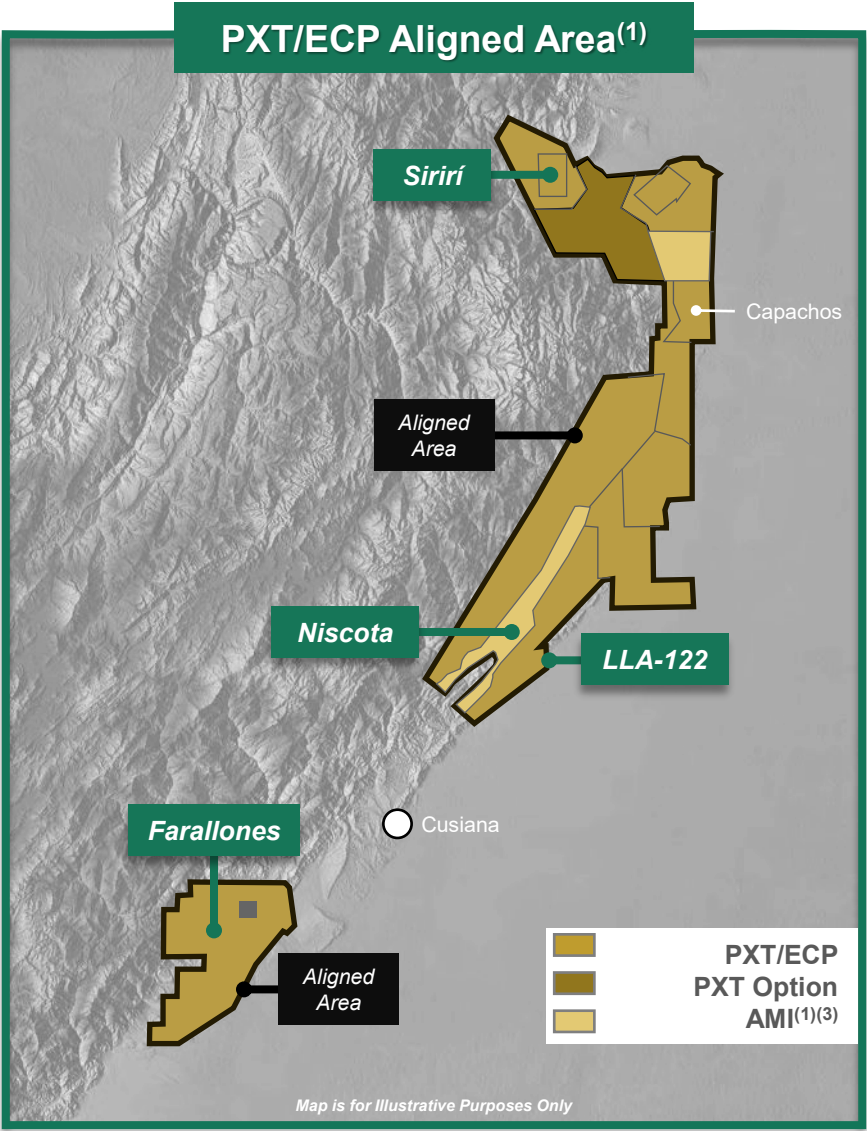 PXT/ECP Aligned Area(1)
Sirirí
Capachos
Aligned
Area
Niscota
LLA-122
Cusiana
Farallones
Aligned
Area
PXT/ECP
PXT Option
AMI(1)(3)
Map is for Illustrative Purposes Only